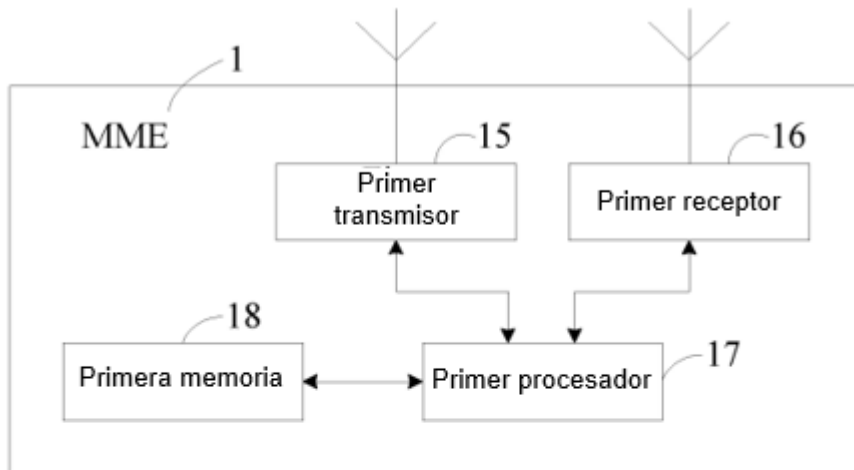 1
MME
15
16
Primer
transmisor
Primer receptor
18
17
Primera memoria
Primer procesador